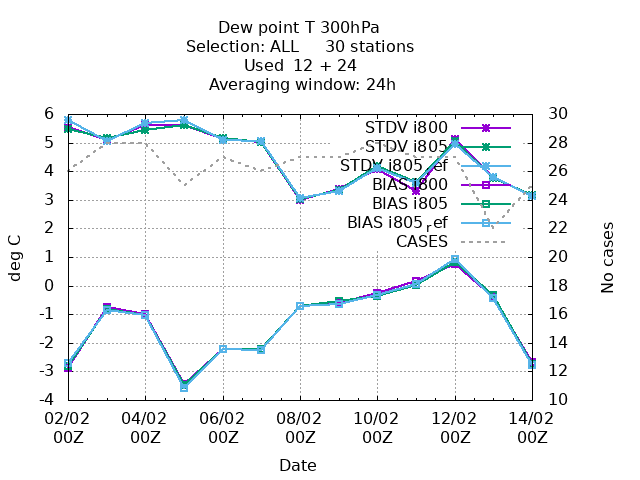 Dew point T 300hPa
Selection: ALL 30 stations
Used 12 + 24
Averaging window: 24h
6
5
4
3
2
1
0
-1
-2
-3
-4
deg C
30
28
26
24
22
20
18
16
14
12
10
No cases
STDV i800
STDV i805
STDV i805ref
BIAS i800
BIAS i805
BIAS i805ref
CASES
02/02 04/02 06/02 08/02 10/02 12/02 14/02
00Z 00Z 00Z 00Z 00Z 00Z 00Z
Date